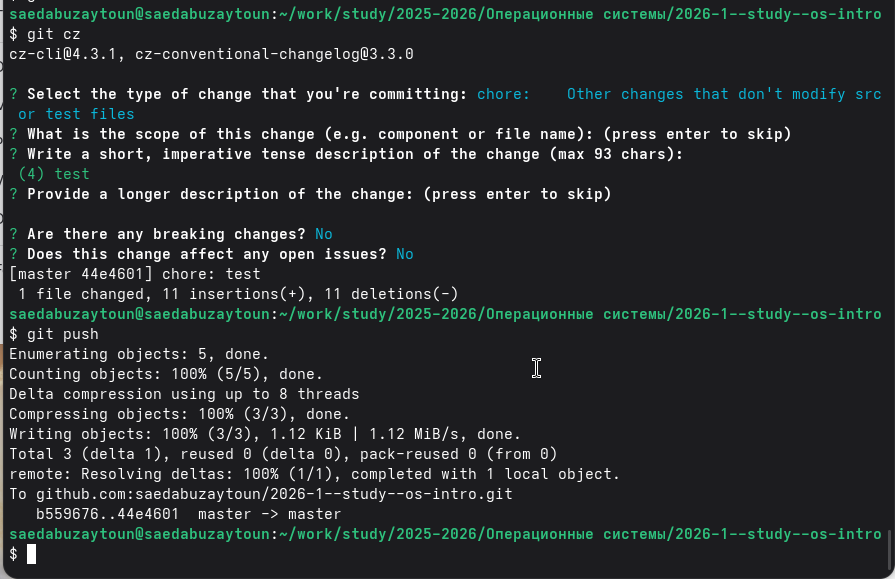 saedabuzaytoun@saedabuzaytoun:~/work/study/2025-2026/Операционные системы/2026-1--study--os-intro
$ git cz
cz-cli@4.3.1, cz-conventional-changelog@3.3.0
? Select the type of change that you're committing: chore:    Other changes that don't modify src
 or test files
? What is the scope of this change (e.g. component or file name): (press enter to skip)
? Write a short, imperative tense description of the change (max 93 chars):
 (4) test
? Provide a longer description of the change: (press enter to skip)
? Are there any breaking changes? No
? Does this change affect any open issues? No
[master 44e4601] chore: test
 1 file changed, 11 insertions(+), 11 deletions(-)
saedabuzaytoun@saedabuzaytoun:~/work/study/2025-2026/Операционные системы/2026-1--study--os-intro
$ git push
Enumerating objects: 5, done.
Counting objects: 100% (5/5), done.
Delta compression using up to 8 threads
Compressing objects: 100% (3/3), done.
Writing objects: 100% (3/3), 1.12 KiB | 1.12 MiB/s, done.
Total 3 (delta 1), reused 0 (delta 0), pack-reused 0 (from 0)
remote: Resolving deltas: 100% (1/1), completed with 1 local object.
To github.com:saedabuzaytoun/2026-1--study--os-intro.git
   b559676..44e4601  master -> master
saedabuzaytoun@saedabuzaytoun:~/work/study/2025-2026/Операционные системы/2026-1--study--os-intro
$